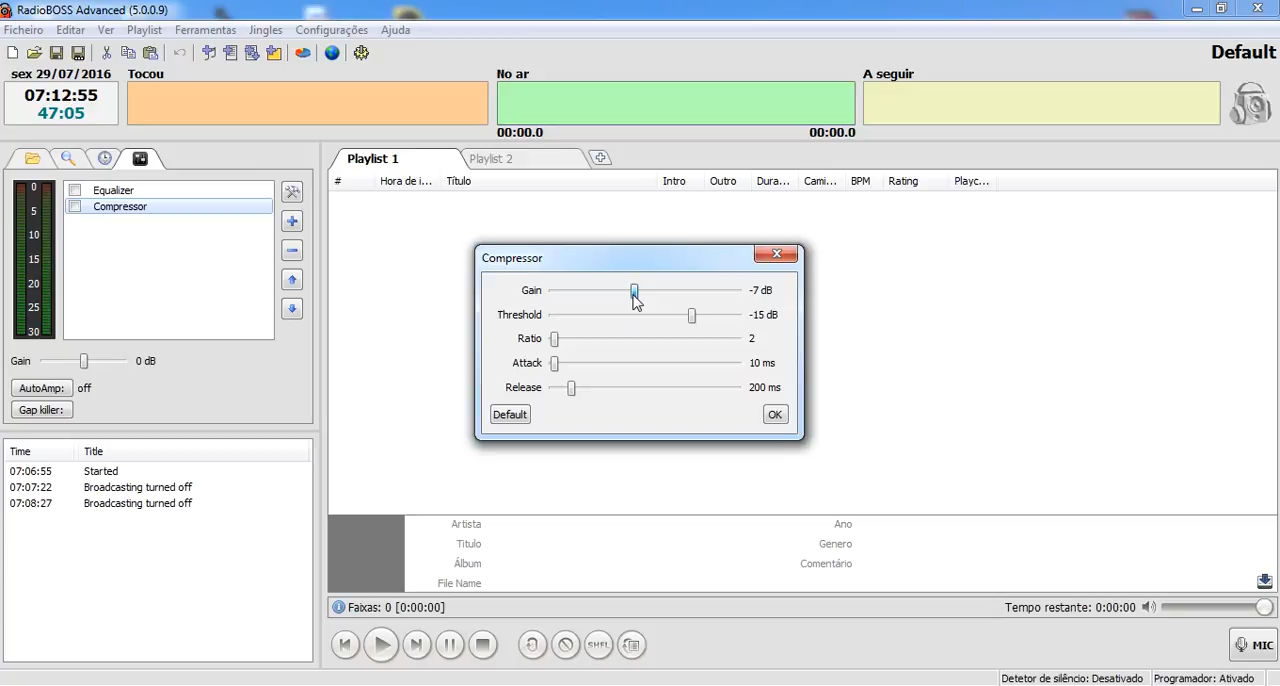 RadioBOSS Advanced (5.0.0.9)
Ficheiro Editar Ver Playlist Ferramentas Jingles Configurações Ajuda
Default
sex 29/07/2016 Tocou No ar A seguir
07:12:55
47:05
00:00.0 00:00.0
Playlist 1 Playlist 2
# Hora de i... Título Intro Outro Dura... Cami... BPM Rating Playc...
0
5
10
15
20
25
30
Equalizer
Compressor
Gain 0 dB
AutoAmp: off
Gap killer:
Compressor
Gain -7 dB
Threshold -15 dB
Ratio 2
Attack 10 ms
Release 200 ms
Default OK
Time Title
07:06:55 Started
07:07:22 Broadcasting turned off
07:08:27 Broadcasting turned off
Artista Ano
Titulo Genero
Álbum Comentário
File Name
Faixas: 0 [0:00:00] Tempo restante: 0:00:00
SHFL
MIC
Detetor de silêncio: Desativado Programador: Ativado